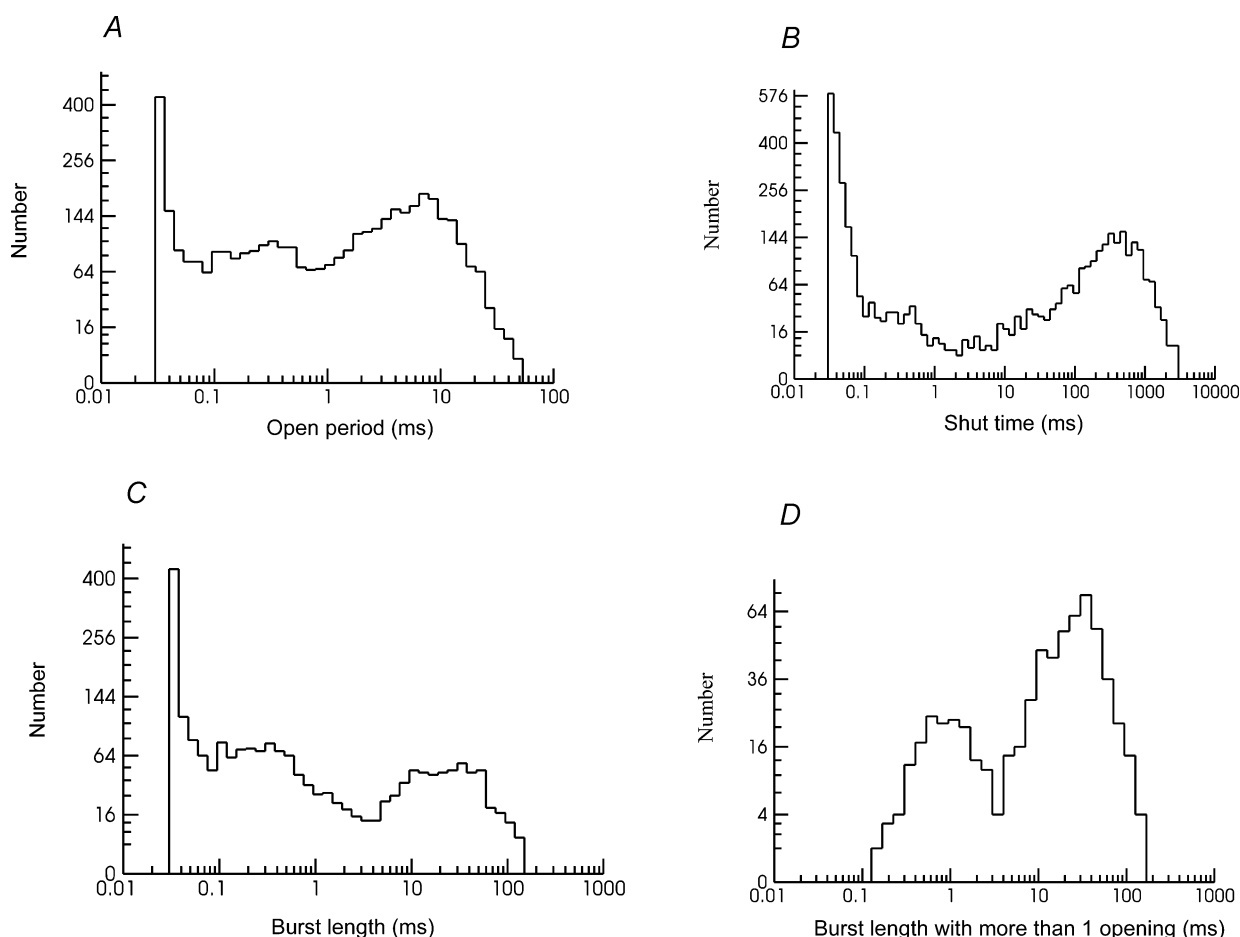 A
B
Number
400
256
144
64
16
0
0.01 0.1 1 10 100
Open period (ms)
Number
576
400
256
144
64
16
0
0.01 0.1 1 10 100 1000 10000
Shut time (ms)
C
D
Number
400
256
144
64
16
0
0.01 0.1 1 10 100 1000
Burst length (ms)
Number
64
36
16
4
0
0.01 0.1 1 10 100 1000
Burst length with more than 1 opening (ms)